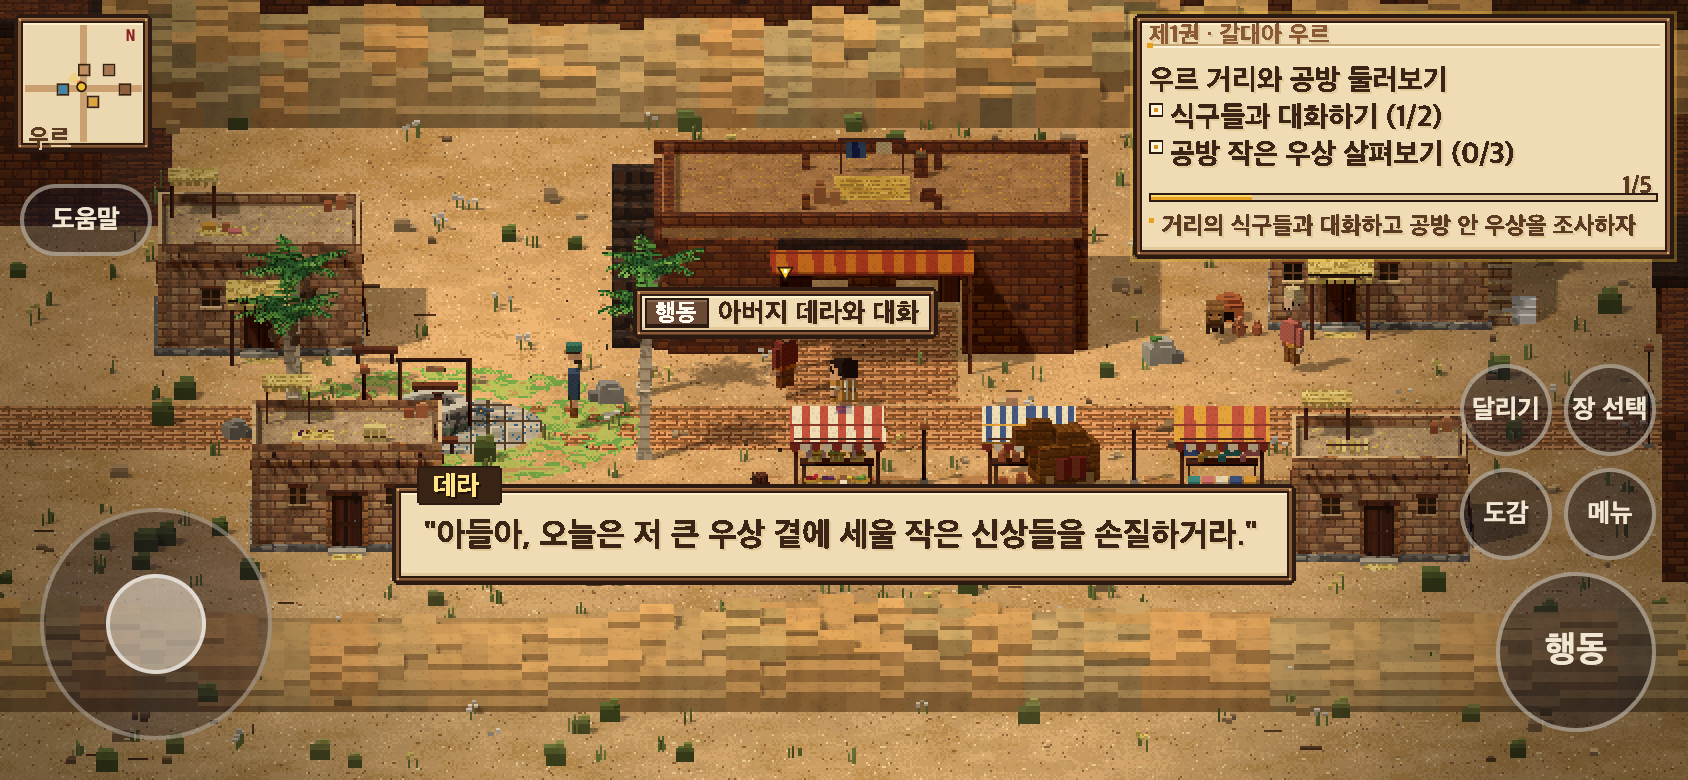 N
우르
도움말
제1권 · 갈대아 우르
우르 거리와 공방 둘러보기
식구들과 대화하기 (1/2)
공방 작은 우상 살펴보기 (0/3)
1/5
거리의 식구들과 대화하고 공방 안 우상을 조사하자
행동 아버지 데라와 대화
달리기
장 선택
데라
"아들아, 오늘은 저 큰 우상 곁에 세울 작은 신상들을 손질하거라."
도감
메뉴
행동